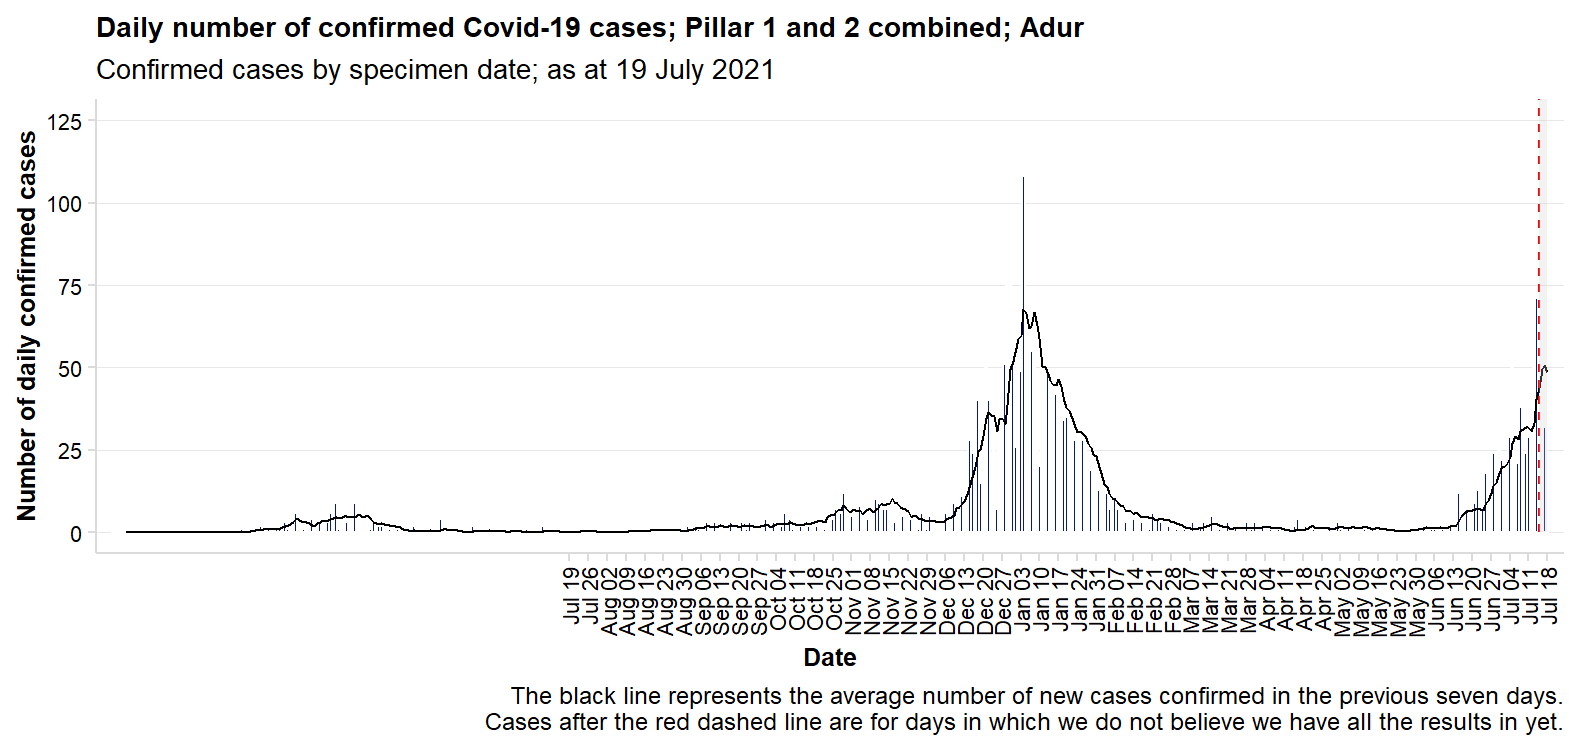 Daily number of confirmed Covid-19 cases; Pillar 1 and 2 combined; Adur
Confirmed cases by specimen date; as at 19 July 2021
Number of daily confirmed cases
125
100
75
50
25
0
Jul 19
Jul 26
Aug 02
Aug 09
Aug 16
Aug 23
Aug 30
Sep 06
Sep 13
Sep 20
Sep 27
Oct 04
Oct 11
Oct 18
Oct 25
Nov 01
Nov 08
Nov 15
Nov 22
Nov 29
Dec 06
Dec 13
Dec 20
Dec 27
Jan 03
Jan 10
Jan 17
Jan 24
Jan 31
Feb 07
Feb 14
Feb 21
Feb 28
Mar 07
Mar 14
Mar 21
Mar 28
Apr 04
Apr 11
Apr 18
Apr 25
May 02
May 09
May 16
May 23
May 30
Jun 06
Jun 13
Jun 20
Jun 27
Jul 04
Jul 11
Jul 18
Date
The black line represents the average number of new cases confirmed in the previous seven days.
Cases after the red dashed line are for days in which we do not believe we have all the results in yet.